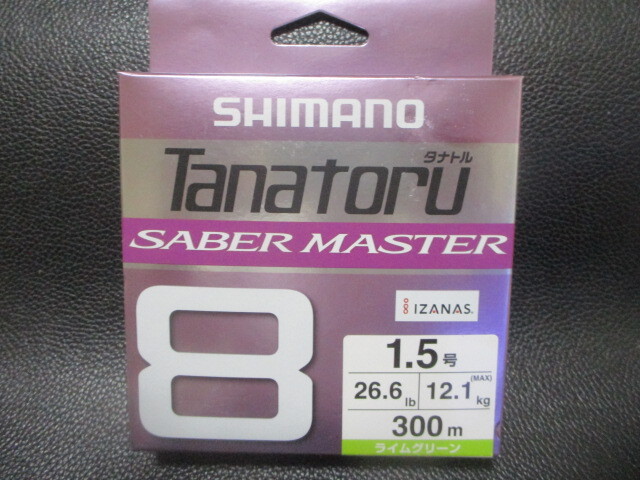 SHIMANO
タナトル
Tanatoru
SABER MASTER
8
IZANAS®
1.5号
26.6lb 12.1kg (MAX)
300m
ライムグリーン